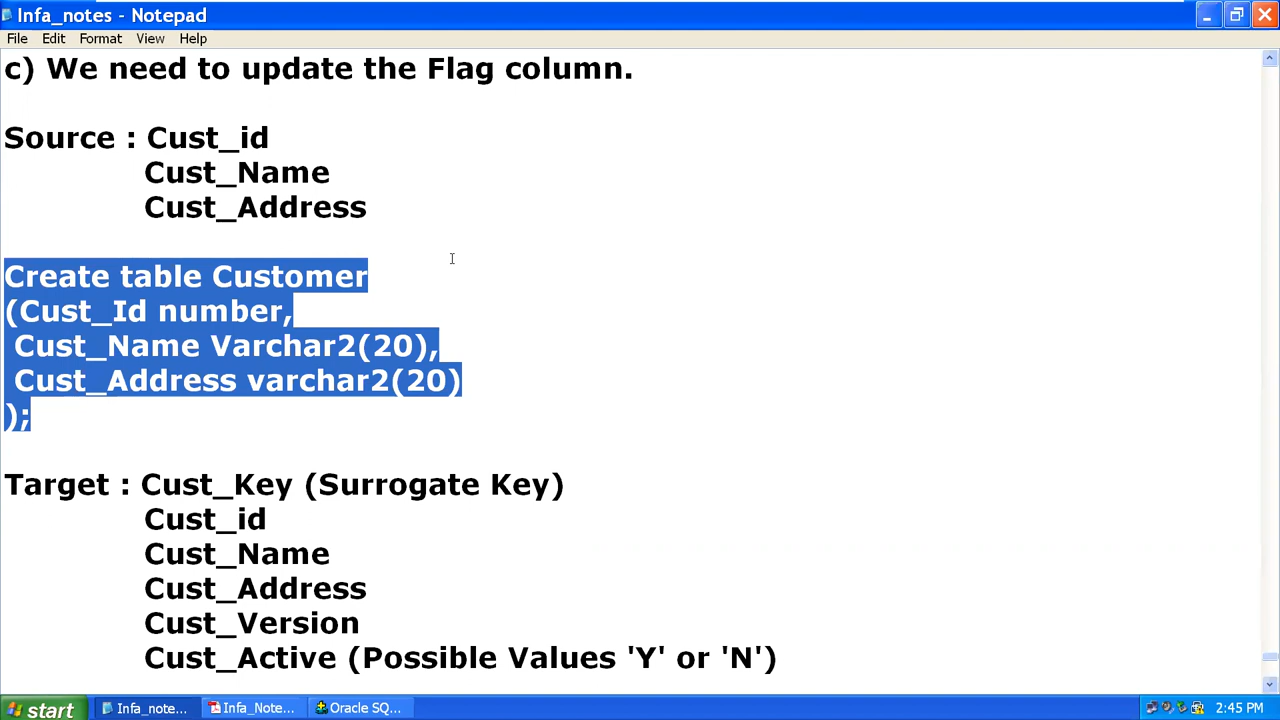 Infa_notes - Notepad
File Edit Format View Help
c) We need to update the Flag column.
Source : Cust_id
Cust_Name
Cust_Address
Create table Customer
(Cust_Id number,
Cust_Name Varchar2(20),
Cust_Address varchar2(20)
);
Target : Cust_Key (Surrogate Key)
Cust_id
Cust_Name
Cust_Address
Cust_Version
Cust_Active (Possible Values 'Y' or 'N')
start Infa_note... Infa_Note... Oracle SQ... 2:45 PM